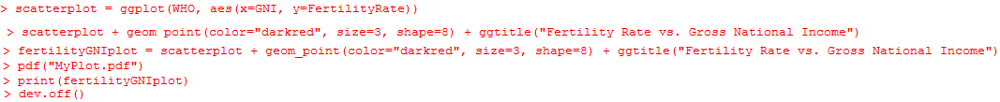 > scatterplot = ggplot(WHO, aes(x=GNI, y=FertilityRate))
> scatterplot + geom point(color="darkred", size=3, shape=8) + ggtitle("Fertility Rate vs. Gross National Income")
> fertilityGNIplot = scatterplot + geom_point(color="darkred", size=3, shape=8) + ggtitle("Fertility Rate vs. Gross National Income")
> pdf("MyPlot.pdf")
> print(fertilityGNIplot)
> dev.off()